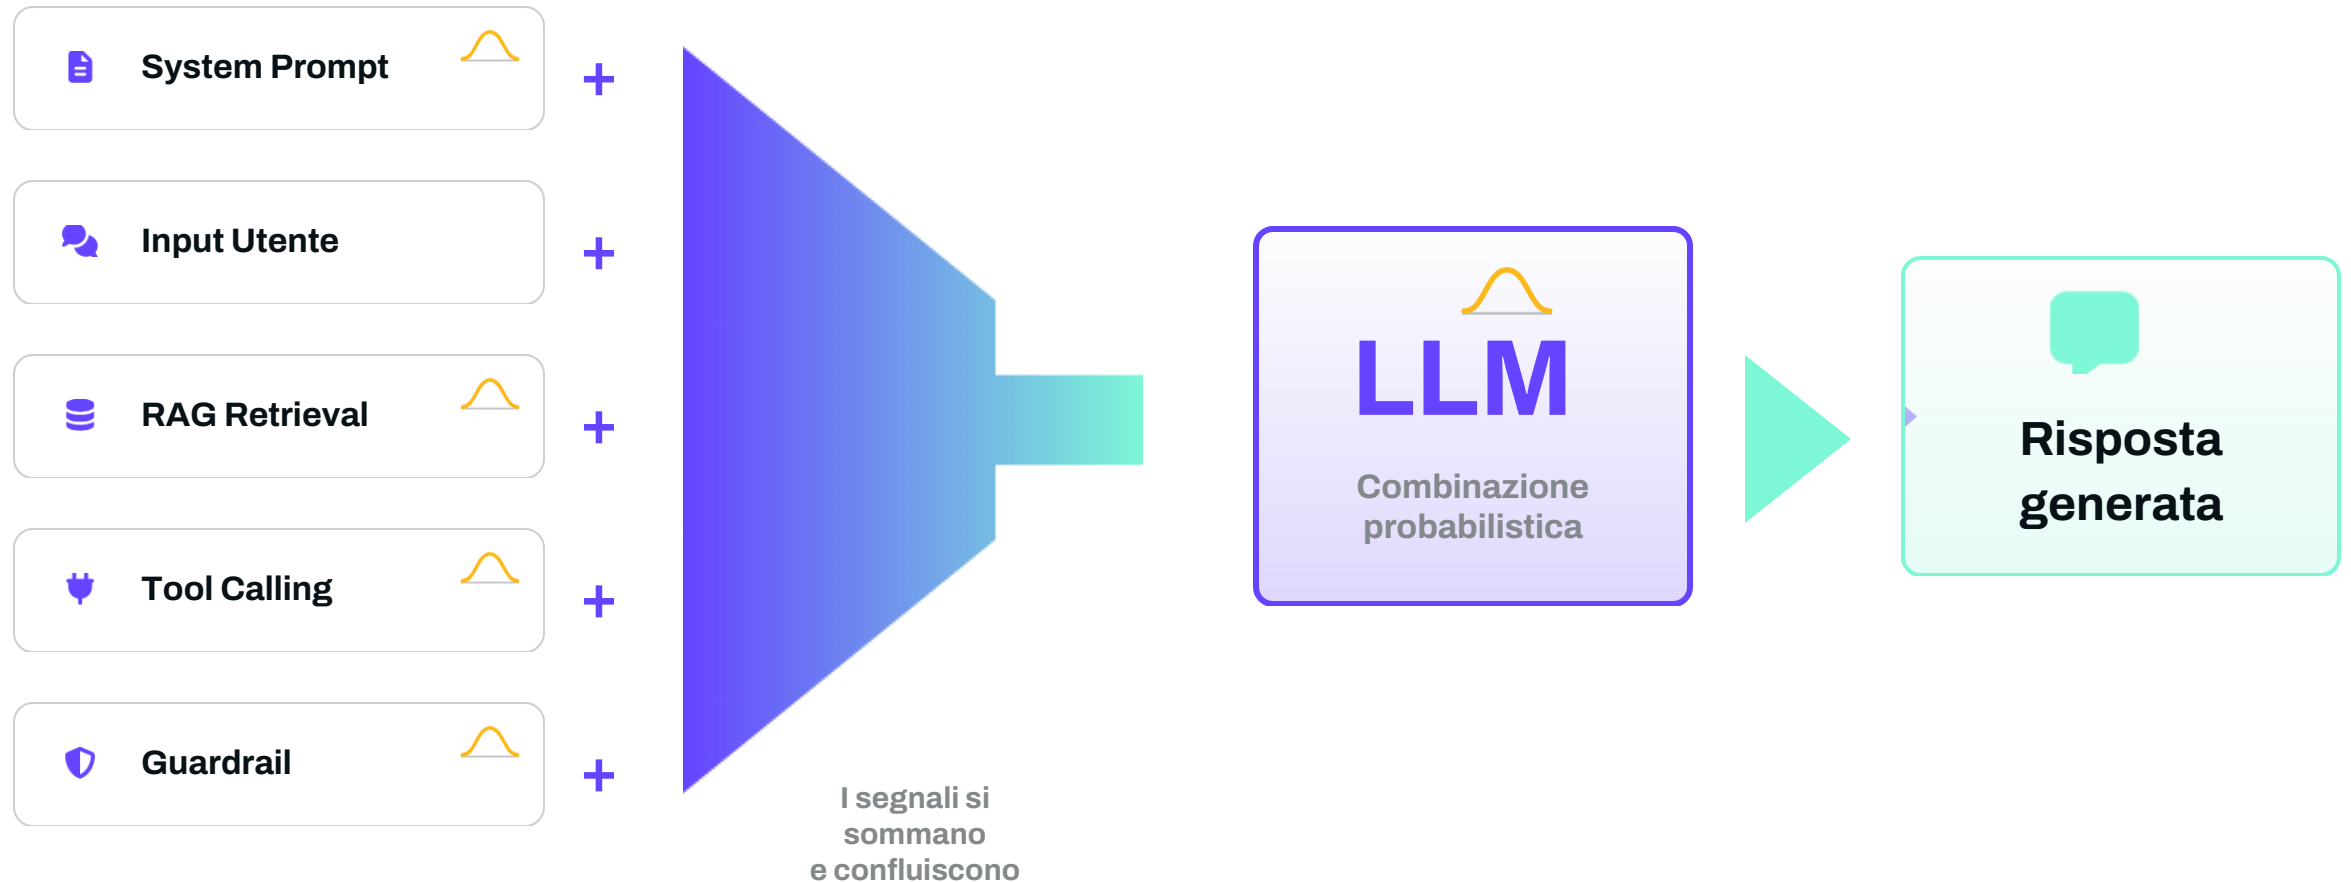 System Prompt
+
Input Utente
+
RAG Retrieval
+
Tool Calling
+
Guardrail
+
I segnali si
sommano
e confluiscono
LLM
Combinazione
probabilistica
Risposta
generata